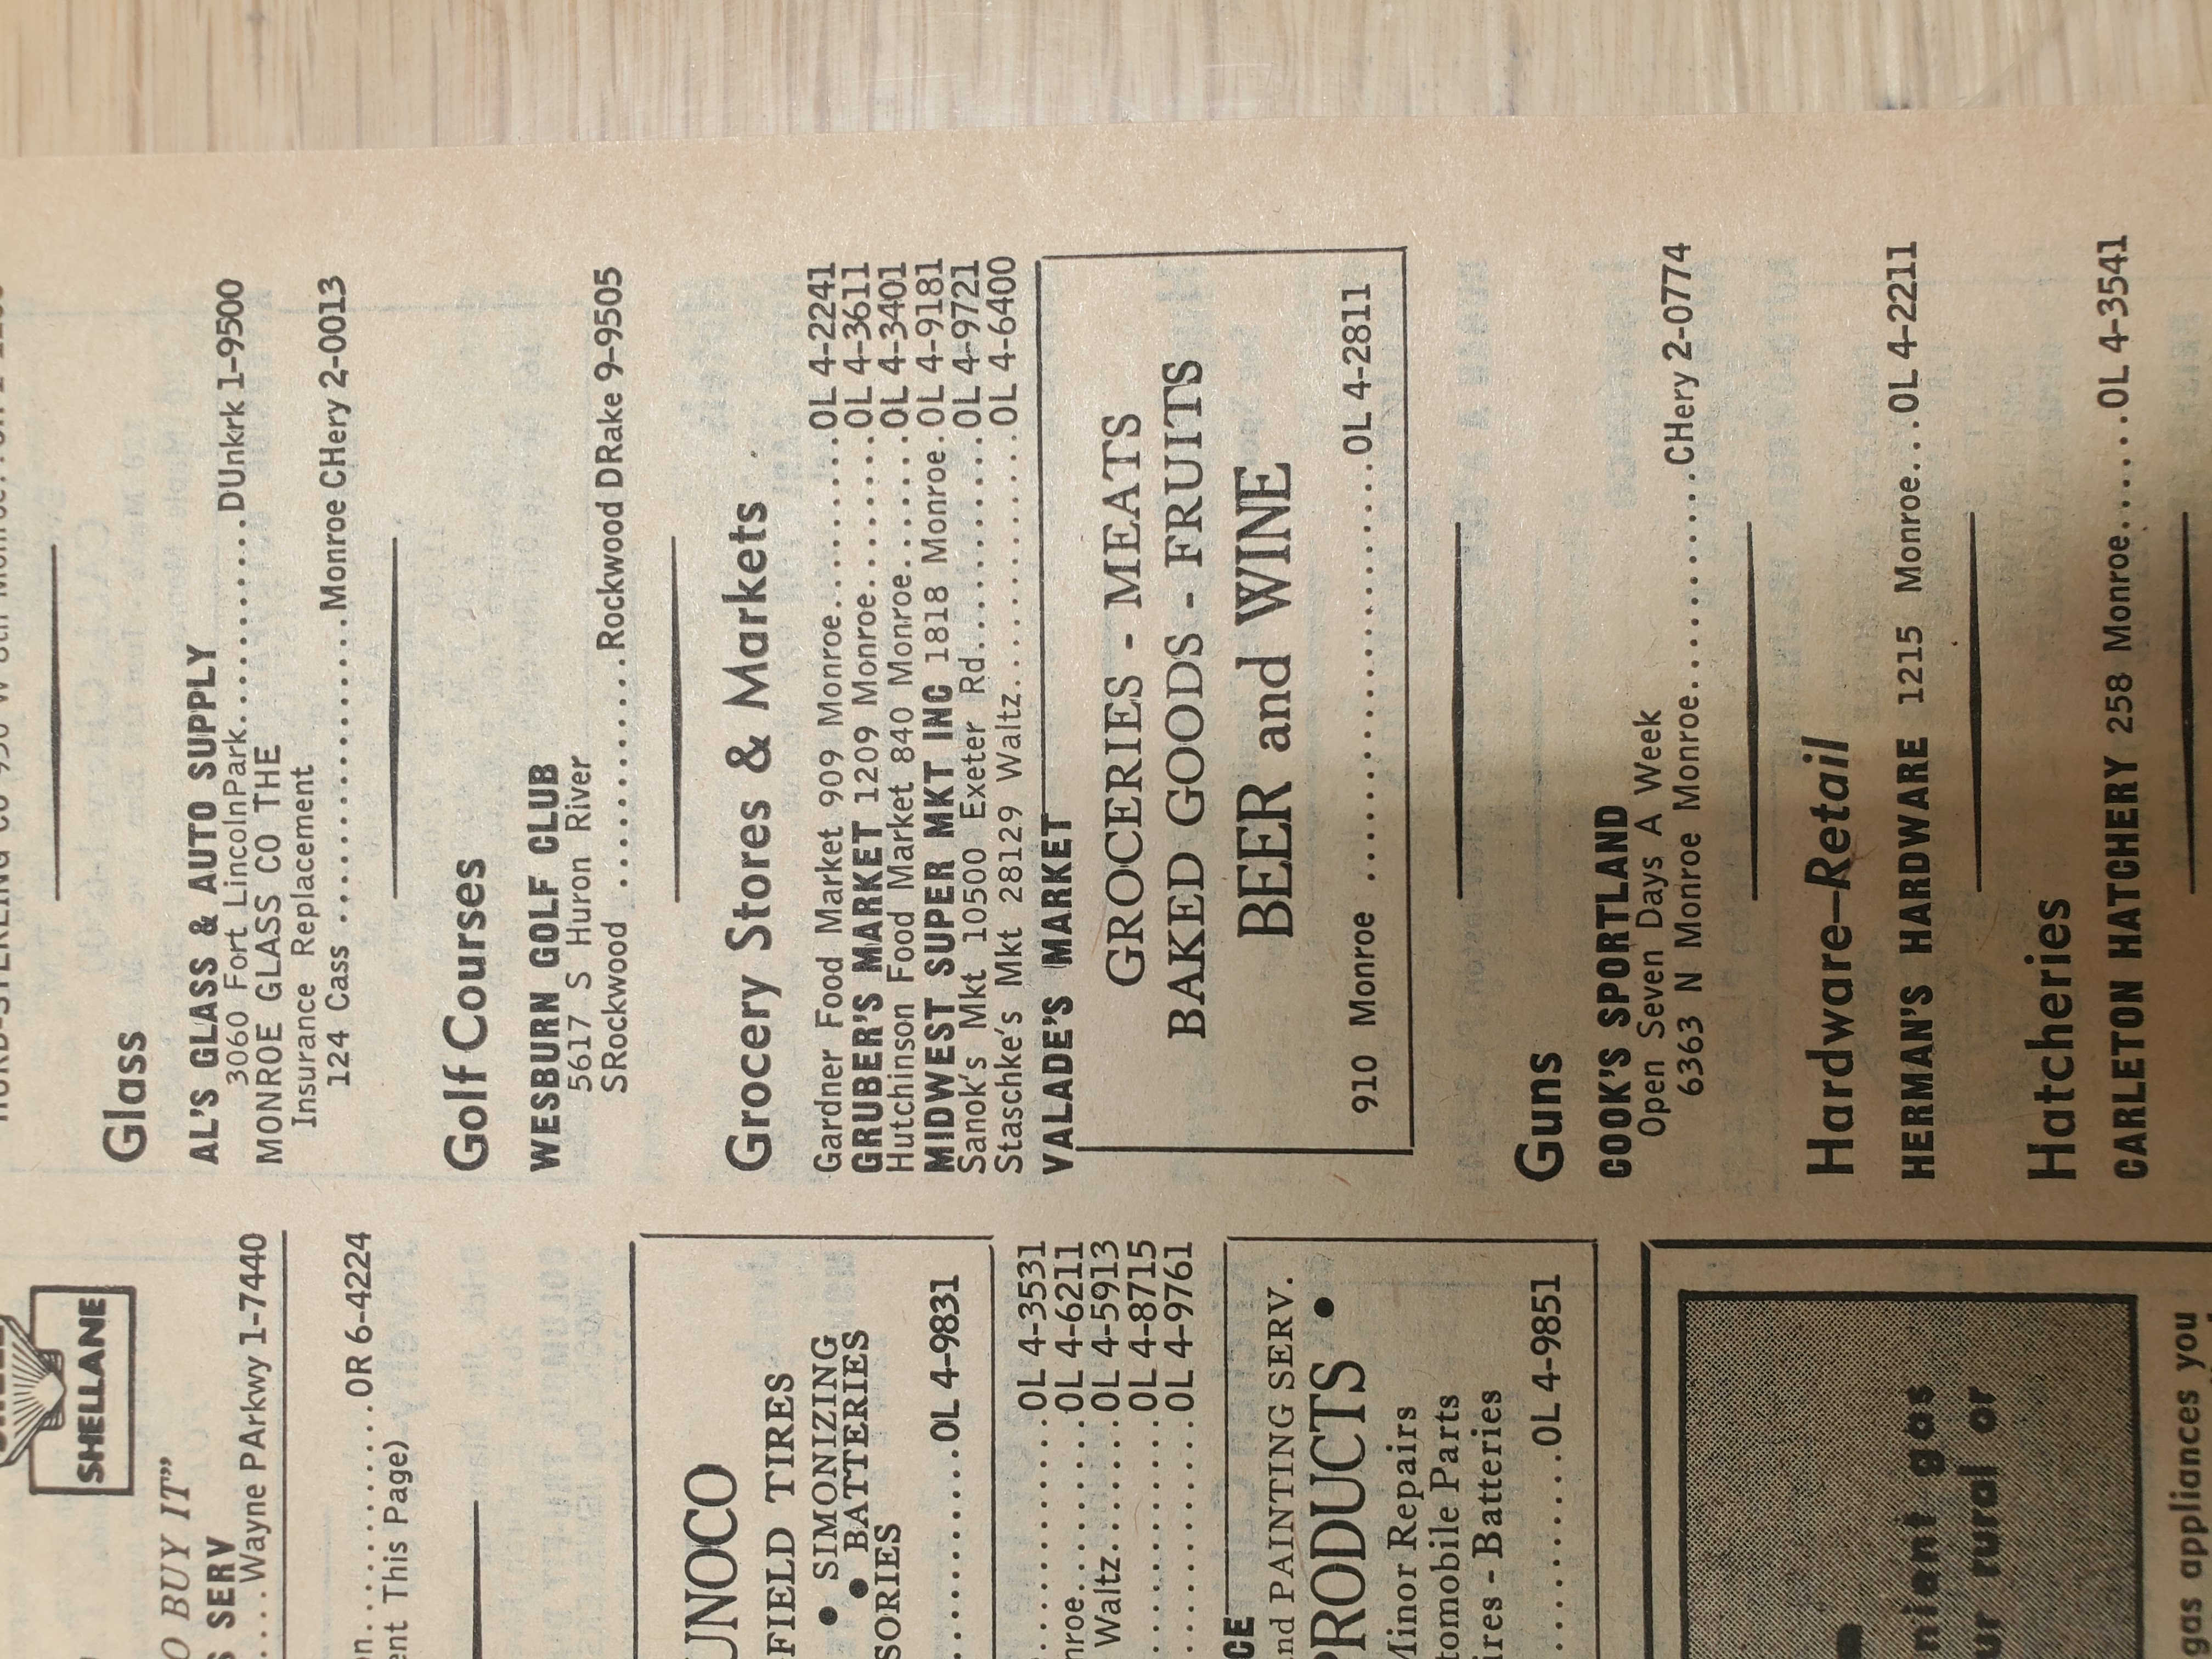 SHELLANE
O BUY IT"
SERV
Wayne PArkwy 1-7440
OR 6-4224
This Page)
UNOCO
FIELD TIRES
● SIMONIZING
● BATTERIES
SORIES
OL 4-9831
OL 4-3531
OL 4-6211
Waltz OL 4-5913
OL 4-8715
OL 4-9761
CE
nd PAINTING SERV.
PRODUCTS ●
Minor Repairs
tomobile Parts
ires - Batteries
OL 4-9851
nient gas
ur rural or
gas appliances you
Glass
AL'S GLASS & AUTO SUPPLY
3060 Fort LincolnPark.........DUnkrk 1-9500
MONROE GLASS CO THE
Insurance Replacement
124 Cass ..................Monroe CHery 2-0013
Golf Courses
WESBURN GOLF CLUB
5617 S Huron River
SRockwood ............Rockwood DRake 9-9505
Grocery Stores & Markets
Gardner Food Market 909 Monroe.........OL 4-2241
GRUBER'S MARKET 1209 Monroe........OL 4-3611
Hutchinson Food Market 840 Monroe.......OL 4-3401
MIDWEST SUPER MKT INC 1818 Monroe.OL 4-9181
Sanok's Mkt 10500 Exeter Rd............OL 4-9721
Staschke's Mkt 28129 Waltz..............OL 4-6400
VALADE'S MARKET
GROCERIES - MEATS
BAKED GOODS - FRUITS
BEER and WINE
910 Monroe ......................OL 4-2811
Guns
COOK'S SPORTLAND
Open Seven Days A Week
6363 N Monroe Monroe............CHery 2-0774
Hardware—Retail
HERMAN'S HARDWARE 1215 Monroe...OL 4-2211
Hatcheries
CARLETON HATCHERY 258 Monroe......OL 4-3541